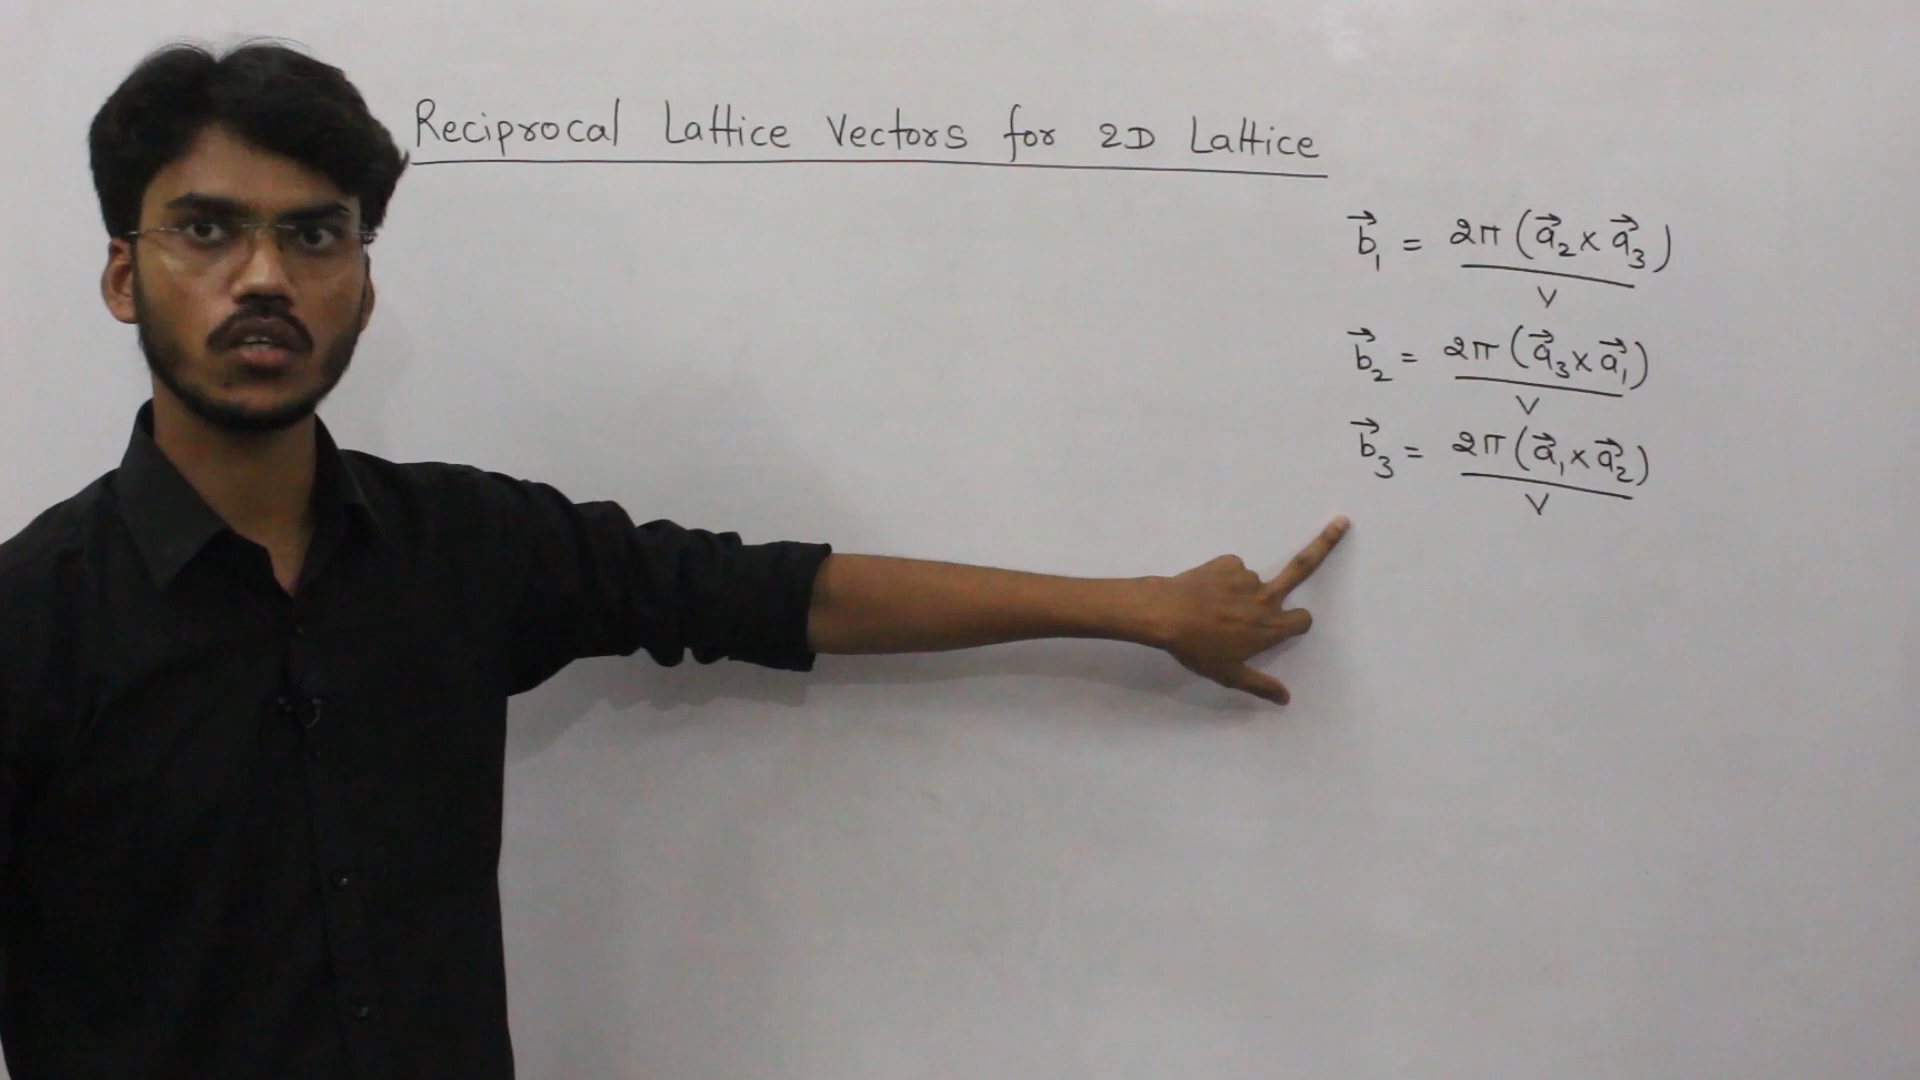 Reciprocal Lattice Vectors for 2D Lattice
b⃗₁ = 2π(a⃗₂ × a⃗₃)
V
b⃗₂ = 2π(a⃗₃ × a⃗₁)
V
b⃗₃ = 2π(a⃗₁ × a⃗₂)
V